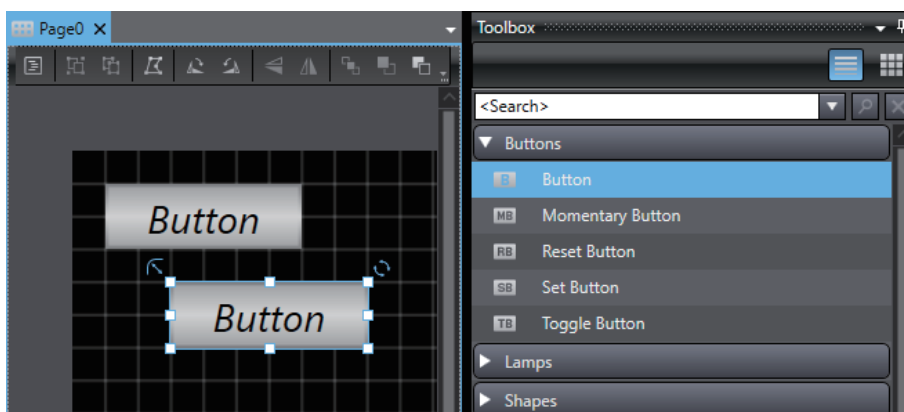 Page0
Toolbox
<Search>
Buttons
B Button
MB Momentary Button
RB Reset Button
SB Set Button
TB Toggle Button
Lamps
Shapes
Button
Button